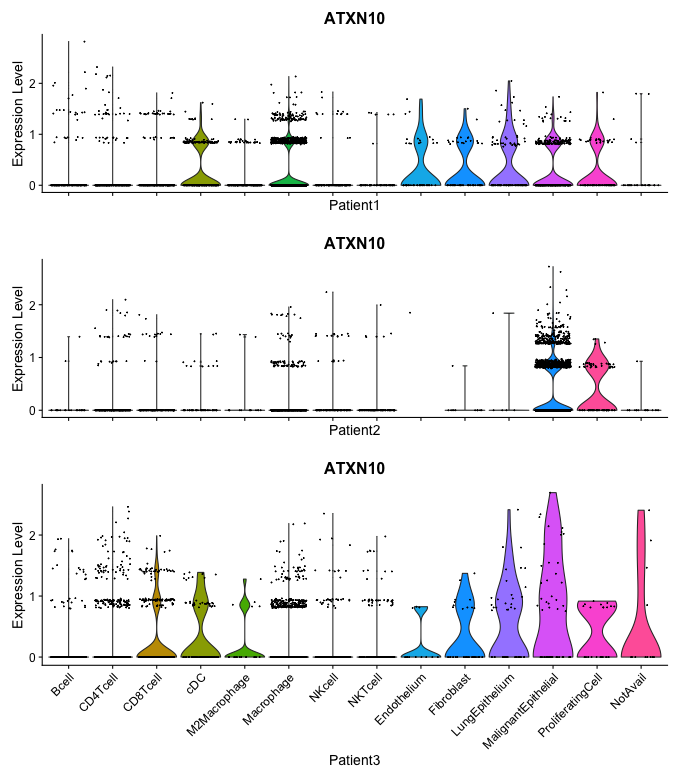 ATXN10
Expression Level
2
1
0
Patient1
ATXN10
Expression Level
2
1
0
Patient2
ATXN10
Expression Level
2
1
0
Bcell
CD4Tcell
CD8Tcell
cDC
M2Macrophage
Macrophage
NKcell
NKTcell
Endothelium
Fibroblast
LungEpithelium
MalignantEpithelial
ProliferatingCell
NotAvail
Patient3